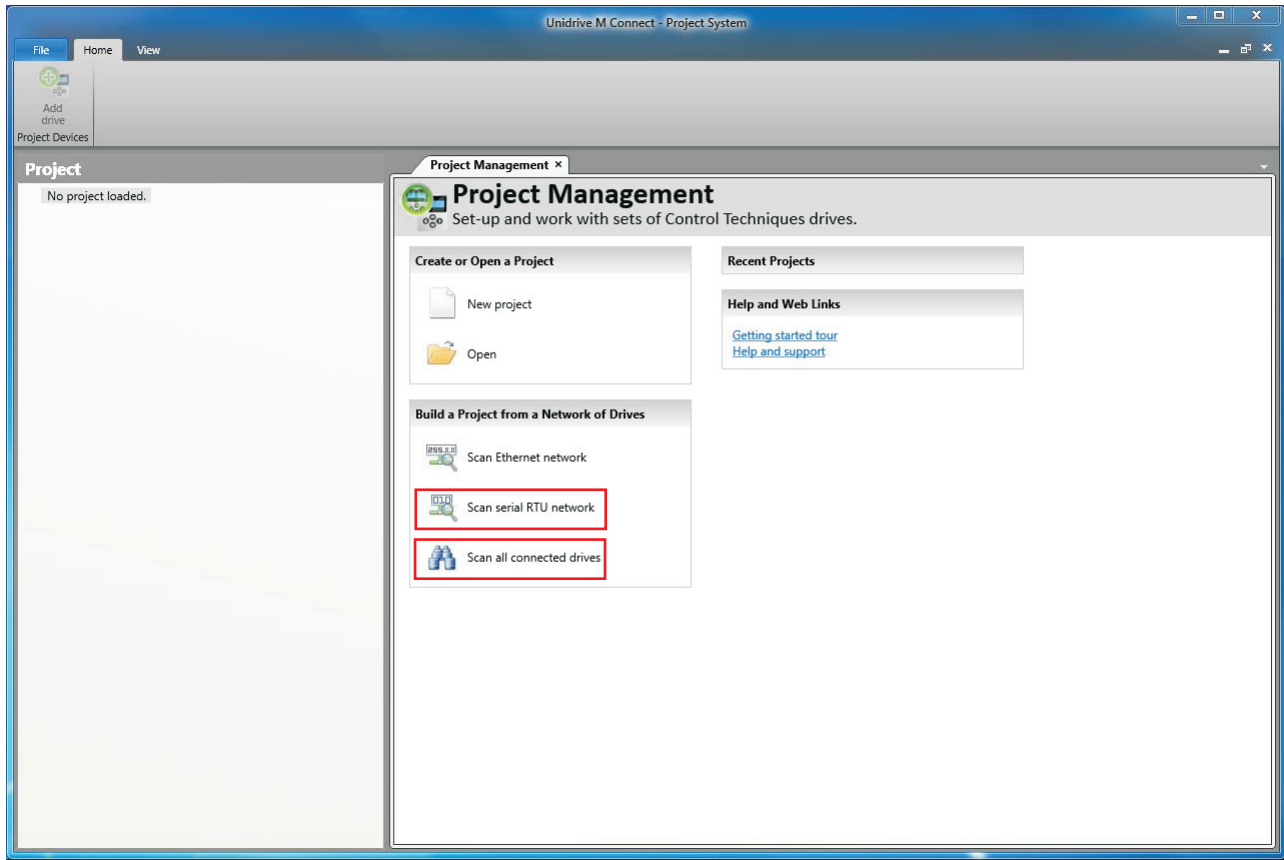 Unidrive M Connect - Project System
File Home View
Add
drive
Project Devices
Project
No project loaded.
Project Management ×
Project Management
Set-up and work with sets of Control Techniques drives.
Create or Open a Project
New project
Open
Recent Projects
Help and Web Links
Getting started tour
Help and support
Build a Project from a Network of Drives
255.x.x
Scan Ethernet network
010
Scan serial RTU network
Scan all connected drives